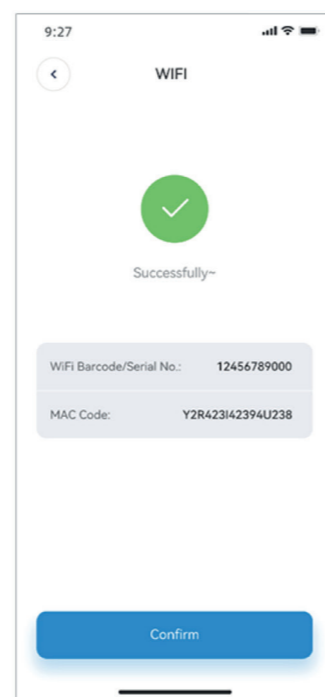 9:27
WIFI
Successfully~
WiFi Barcode/Serial No.: 12456789000
MAC Code: Y2R423I42394U238
Confirm